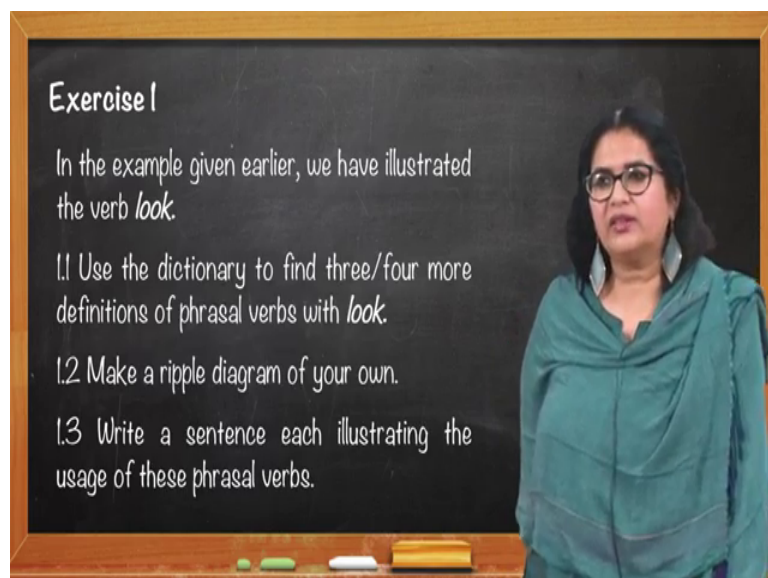 Exercise 1
In the example given earlier, we have illustrated
the verb look.
1.1 Use the dictionary to find three/four more
definitions of phrasal verbs with look.
1.2 Make a ripple diagram of your own.
1.3 Write a sentence each illustrating the
usage of these phrasal verbs.